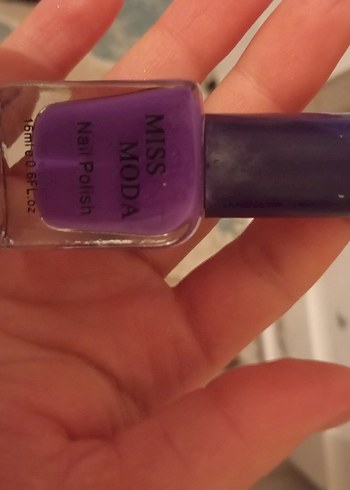 MISS
MODA
Nail Polish
15ml e 0.5FL.oz